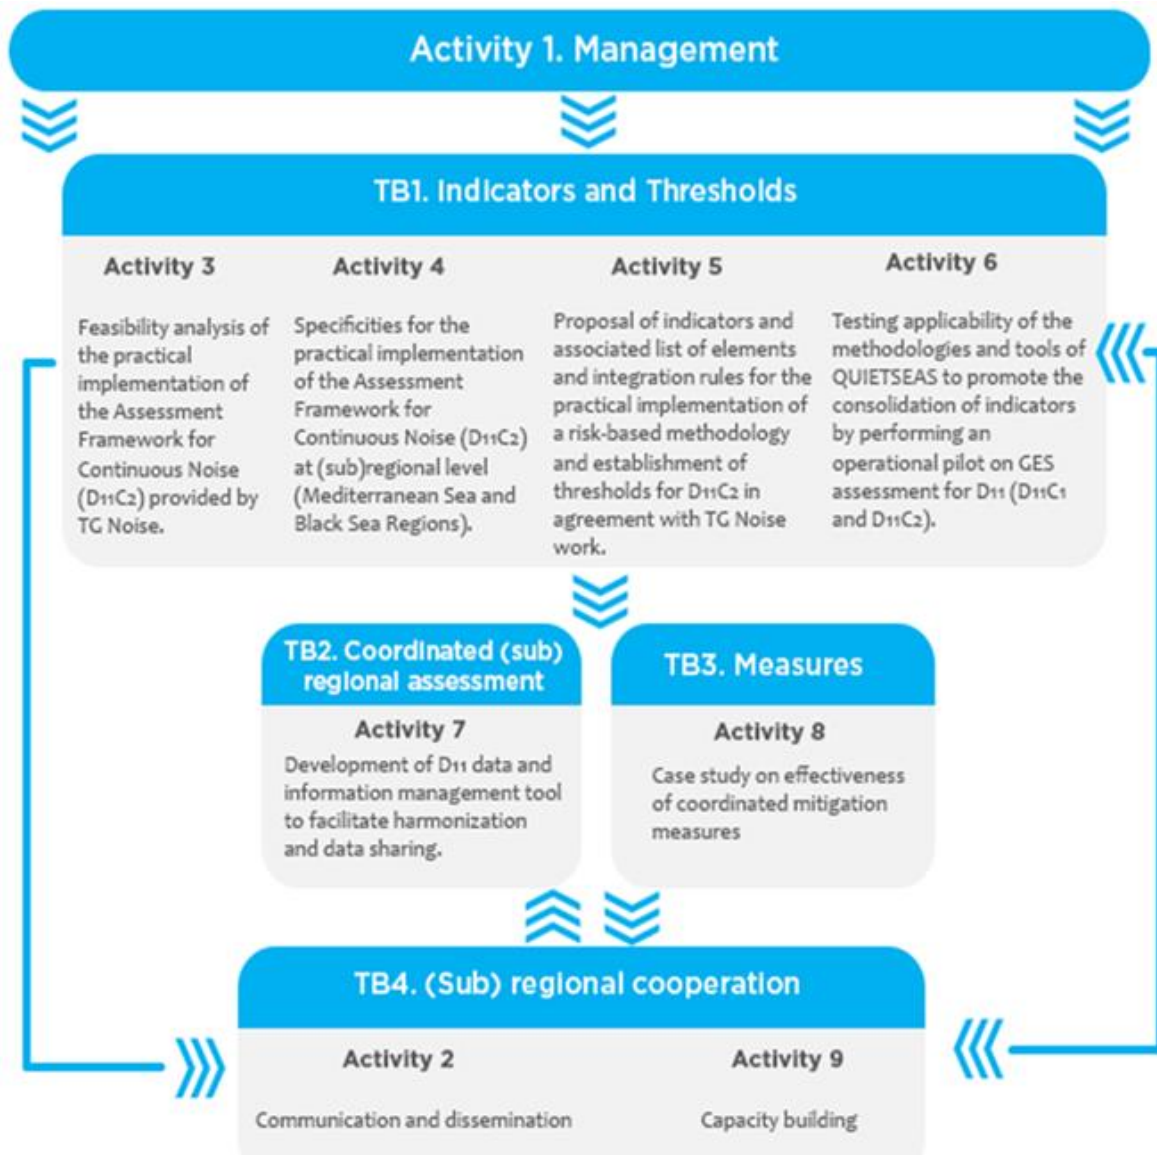 Activity 1. Management
TB1. Indicators and Thresholds
Activity 3
Feasibility analysis of
the practical
implementation of
the Assessment
Framework for
Continuous Noise
(D11C2) provided by
TG Noise.
Activity 4
Specificities for the
practical implementation
of the Assessment
Framework for
Continuous Noise (D11C2)
at (sub)regional level
(Mediterranean Sea and
Black Sea Regions).
Activity 5
Proposal of indicators and
associated list of elements
and integration rules for the
practical implementation of
a risk-based methodology
and establishment of
thresholds for D11C2 in
agreement with TG Noise
work.
Activity 6
Testing applicability of the
methodologies and tools of
QUIETSEAS to promote the
consolidation of indicators
by performing an
operational pilot on GES
assessment for D11 (D11C1
and D11C2).
TB2. Coordinated (sub)
regional assessment
Activity 7
Development of D11 data and
information management tool
to facilitate harmonization
and data sharing.
TB3. Measures
Activity 8
Case study on effectiveness
of coordinated mitigation
measures
TB4. (Sub) regional cooperation
Activity 2
Communication and dissemination
Activity 9
Capacity building